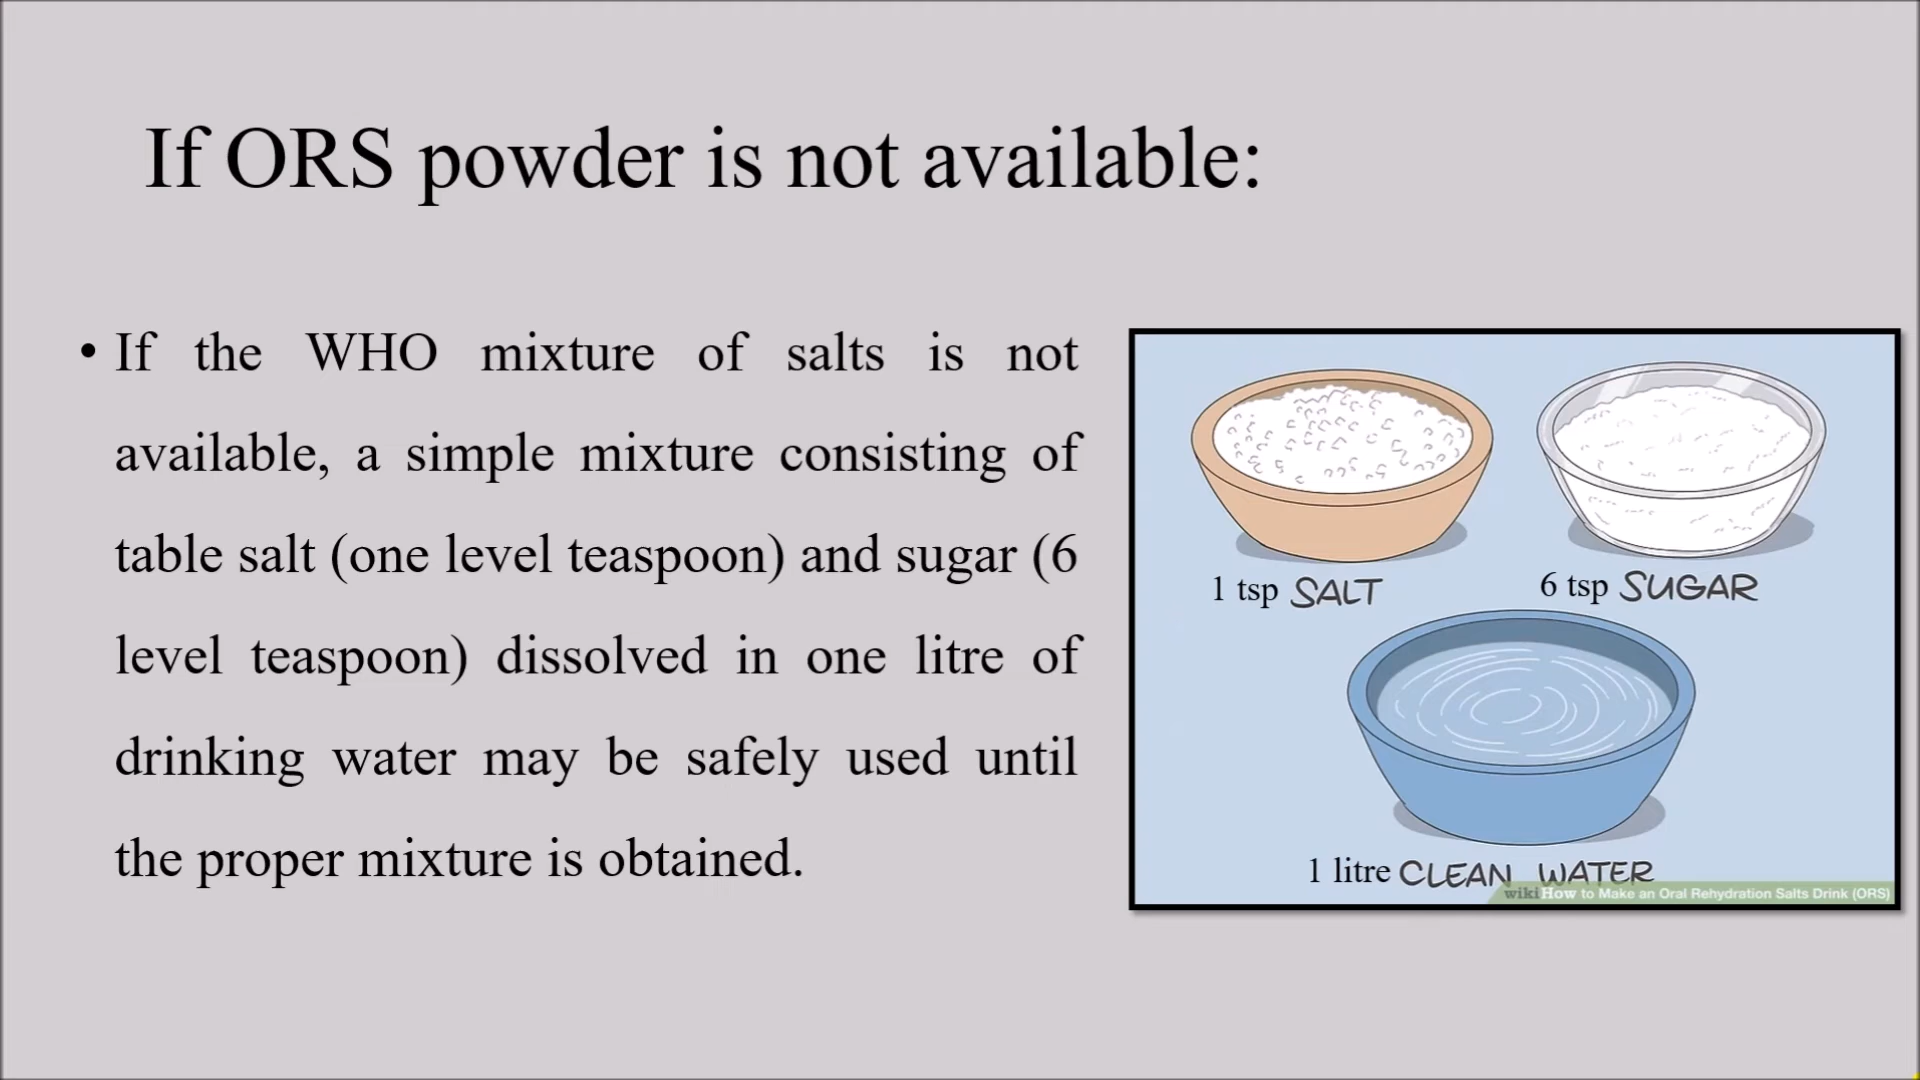 If ORS powder is not available:
• If the WHO mixture of salts is not
available, a simple mixture consisting of
table salt (one level teaspoon) and sugar (6
level teaspoon) dissolved in one litre of
drinking water may be safely used until
the proper mixture is obtained.
1 tsp SALT
6 tsp SUGAR
1 litre CLEAN WATER
wikiHow to Make an Oral Rehydration Salts Drink (ORS)